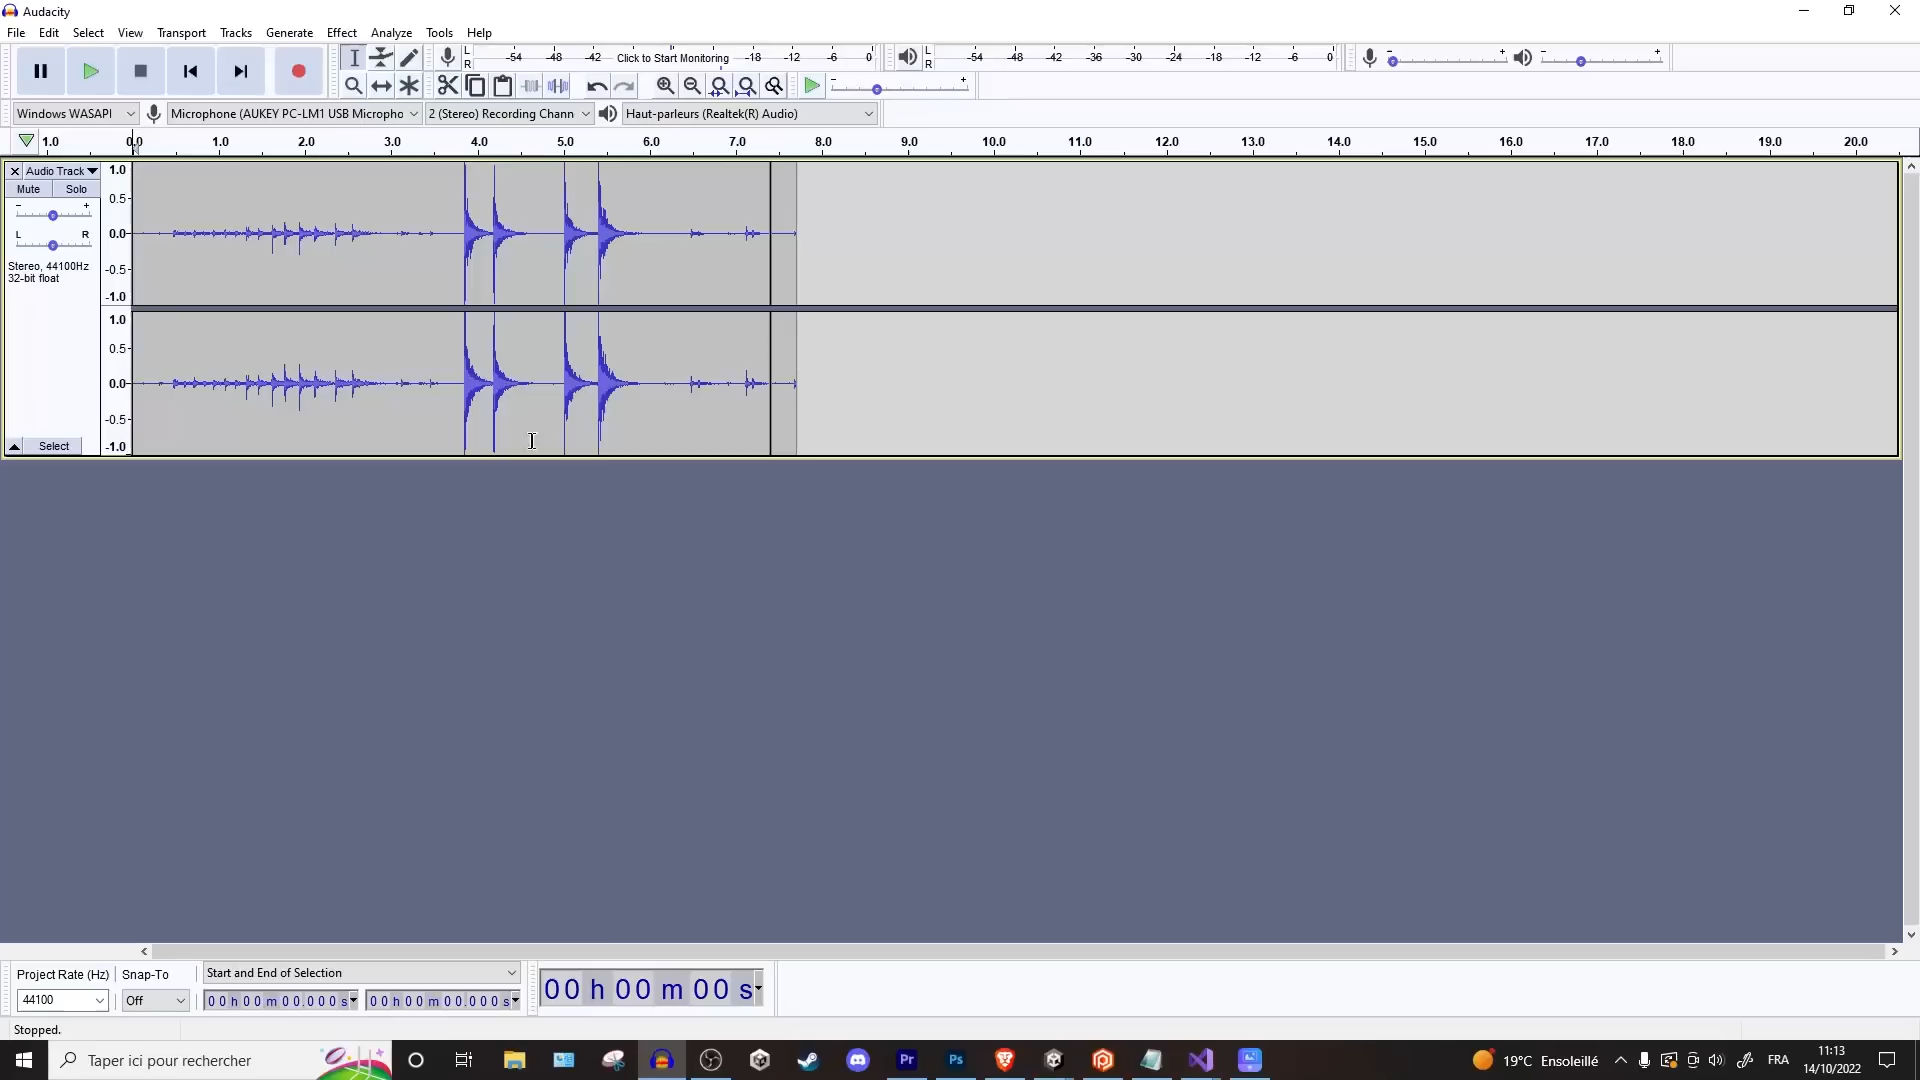 Audacity
File Edit Select View Transport Tracks Generate Effect Analyze Tools Help
L R -54 -48 -42 Click to Start Monitoring -18 -12 -6 0 L R -54 -48 -42 -36 -30 -24 -18 -12 -6 0 - + - +
- +
Windows WASAPI Microphone (AUKEY PC-LM1 USB Micropho 2 (Stereo) Recording Chann Haut-parleurs (Realtek(R) Audio)
1.0 0.0 1.0 2.0 3.0 4.0 5.0 6.0 7.0 8.0 9.0 10.0 11.0 12.0 13.0 14.0 15.0 16.0 17.0 18.0 19.0 20.0
Audio Track 1.0
Mute Solo
- + 0.5
L R 0.0
Stereo, 44100Hz -0.5
32-bit float
-1.0
1.0
0.5
0.0
-0.5
Select -1.0
Project Rate (Hz) Snap-To Start and End of Selection
44100 Off 00 h 00 m 00.000 s 00 h 00 m 00.000 s 00 h 00 m 00 s
Stopped.
Taper ici pour rechercher Pr Ps 19°C Ensoleillé FRA 11:13
14/10/2022